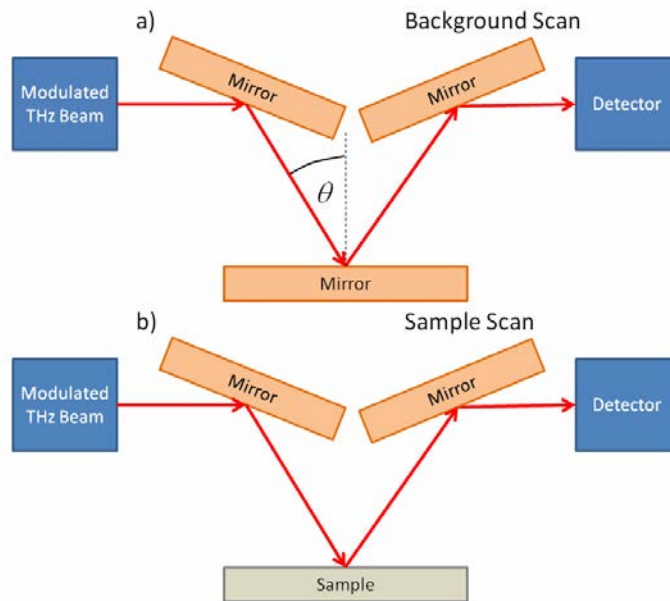 a)
Background Scan
Modulated
THz Beam
Mirror
Mirror
Detector
θ
Mirror
b)
Sample Scan
Modulated
THz Beam
Mirror
Mirror
Detector
Sample